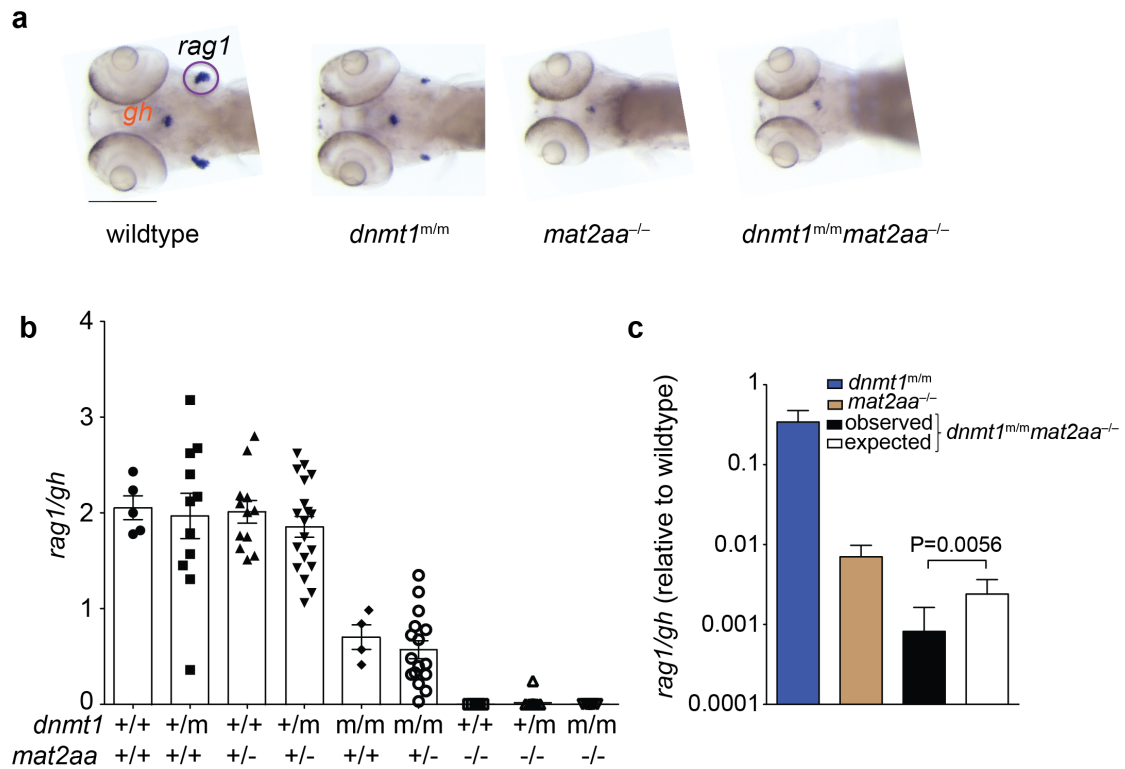 a
rag1
gh
wildtype
dnmt1m/m
mat2aa–/–
dnmt1m/mmat2aa–/–
b
4
3
2
1
0
rag1/gh
dnmt1 +/+ +/m +/+ +/m m/m m/m +/+ +/m m/m
mat2aa +/+ +/+ +/- +/- +/+ +/- -/- -/- -/-
c
1
0.1
0.01
0.001
0.0001
rag1/gh (relative to wildtype)
dnmt1m/m
mat2aa–/–
observed
expected
dnmt1m/mmat2aa–/–
P=0.0056